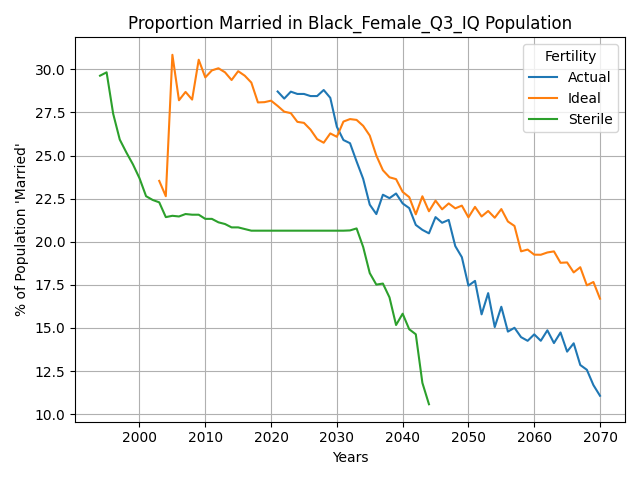 Proportion Married in Black_Female_Q3_IQ Population
% of Population 'Married'
30.0
27.5
25.0
22.5
20.0
17.5
15.0
12.5
10.0
Fertility
Actual
Ideal
Sterile
2000
2010
2020
2030
2040
2050
2060
2070
Years